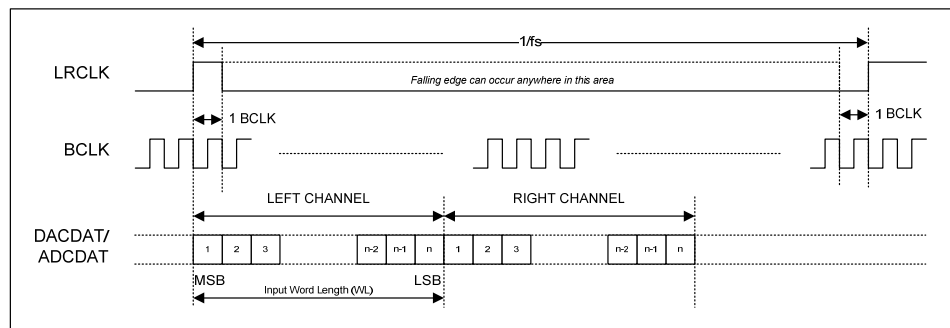 1/fs
LRCLK
Falling edge can occur anywhere in this area
1 BCLK
1 BCLK
BCLK
LEFT CHANNEL
RIGHT CHANNEL
DACDAT/
ADCDAT
1 2 3 n-2 n-1 n 1 2 3 n-2 n-1 n
MSB
LSB
Input Word Length (WL)